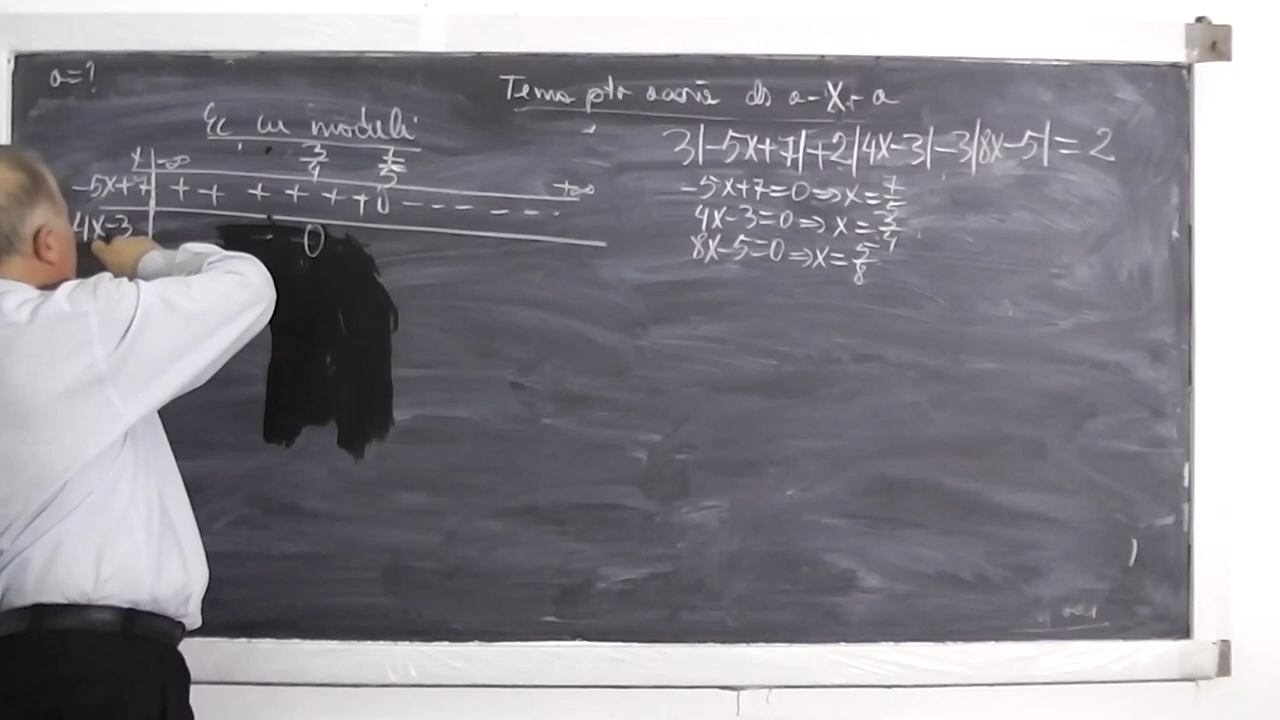 a=?
Tema ptr acasă ds a-X-a
Ec cu moduli
x | -∞ 3/4 7/5 +∞
-5x+7 | + + + + + + 0 - - - - - -
4x-3 | 0
3|-5x+7|+2|4x-3|-3|8x-5|=2
-5x+7=0⇒x=7/5
4x-3=0⇒x=3/4
8x-5=0⇒x=5/8